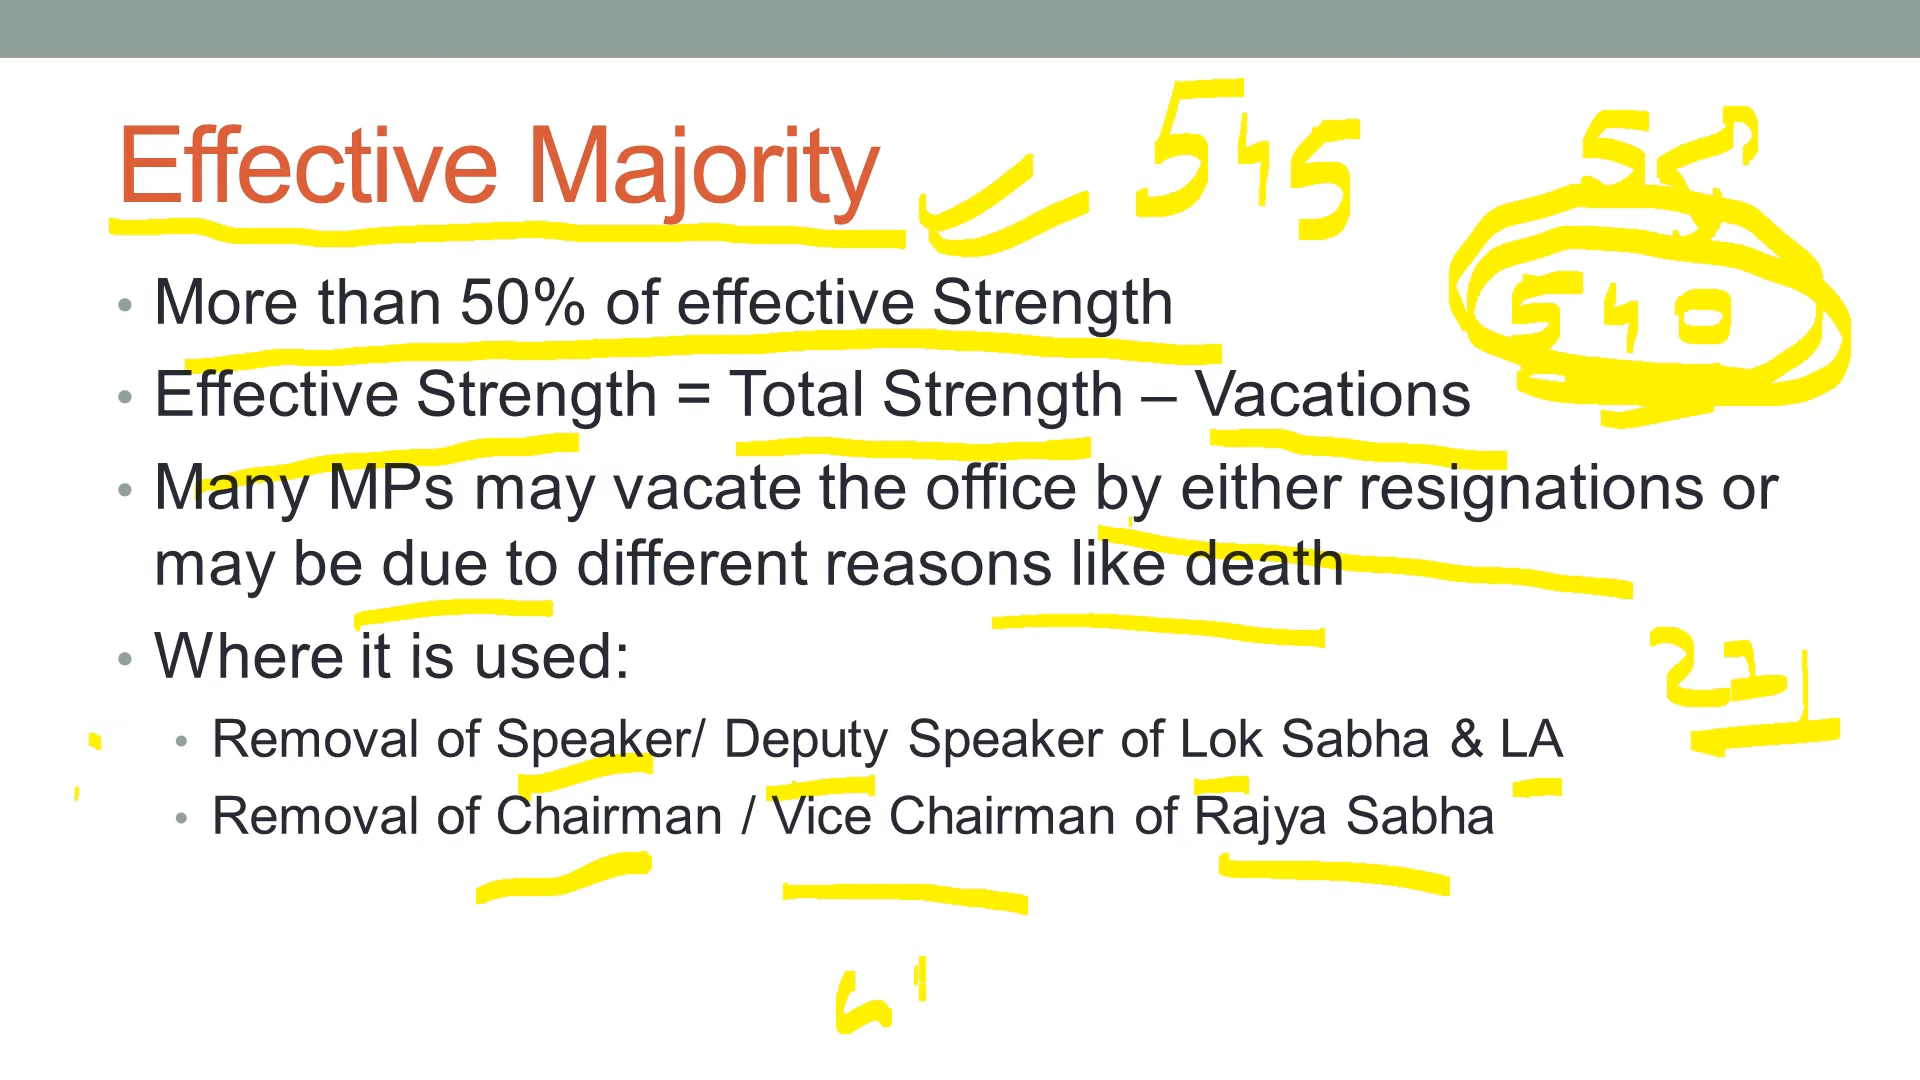 Effective Majority
545
• More than 50% of effective Strength
540
• Effective Strength = Total Strength – Vacations
• Many MPs may vacate the office by either resignations or
may be due to different reasons like death
• Where it is used:
271
• Removal of Speaker/ Deputy Speaker of Lok Sabha & LA
• Removal of Chairman / Vice Chairman of Rajya Sabha